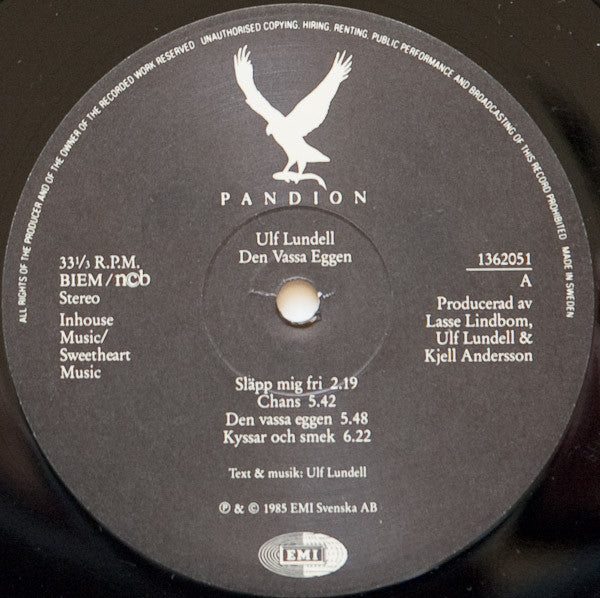 ALL RIGHTS OF THE PRODUCER AND OF THE OWNER OF THE RECORDED WORK RESERVED UNAUTHORISED COPYING, HIRING, RENTING, PUBLIC PERFORMANCE AND BROADCASTING OF THIS RECORD PROHIBITED MADE IN SWEDEN
PANDION
Ulf Lundell
Den Vassa Eggen
33⅓ R.P.M.
BIEM/n©b
Stereo
Inhouse
Music/
Sweetheart
Music
1362051
A
Producerad av
Lasse Lindbom,
Ulf Lundell &
Kjell Andersson
Släpp mig fri 2.19
Chans 5.42
Den vassa eggen 5.48
Kyssar och smek 6.22
Text & musik: Ulf Lundell
℗ & © 1985 EMI Svenska AB
EMI